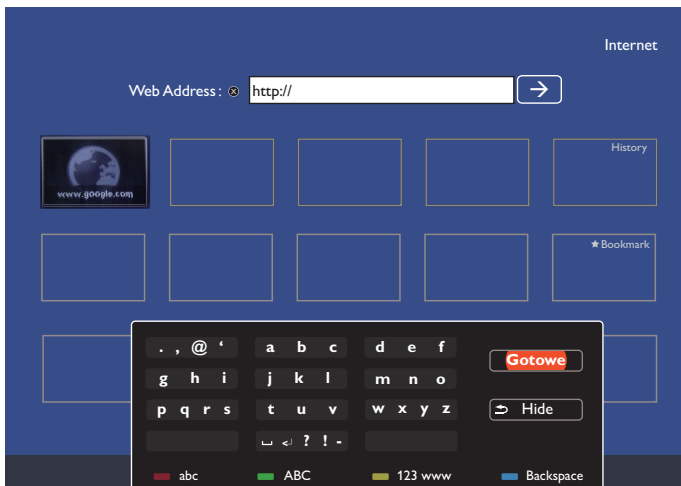 Internet
Web Address : ⓧ http:// →
www.google.com
History
★ Bookmark
. , @ ‘ a b c d e f
Gotowe
g h i j k l m n o
p q r s t u v w x y z
Hide
␣ ↵ ? ! -
abc ABC 123 www Backspace